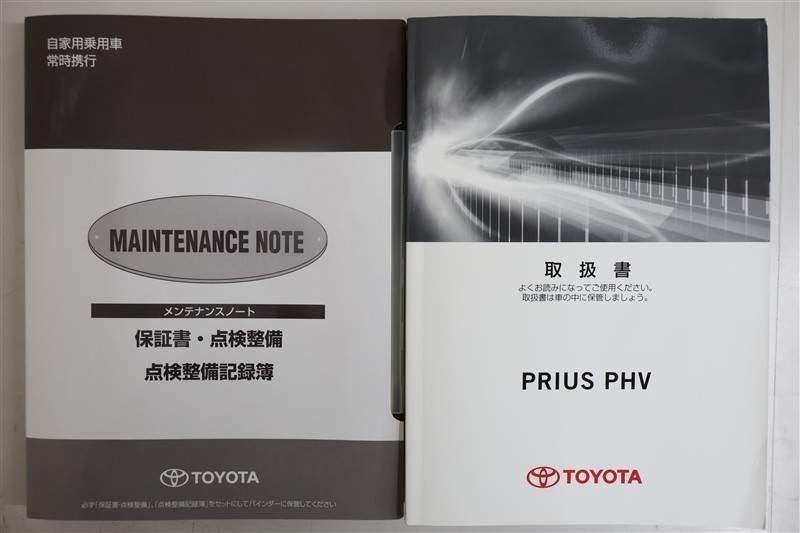 自家用乗用車
常時携行
MAINTENANCE NOTE
メンテナンスノート
保証書・点検整備
点検整備記録簿
TOYOTA
必ず「保証書・点検整備」、「点検整備記録簿」をセットにしてバインダーに保管してください
取扱書
よくお読みになってご使用ください。
取扱書は車の中に保管しましょう。
PRIUS PHV
TOYOTA